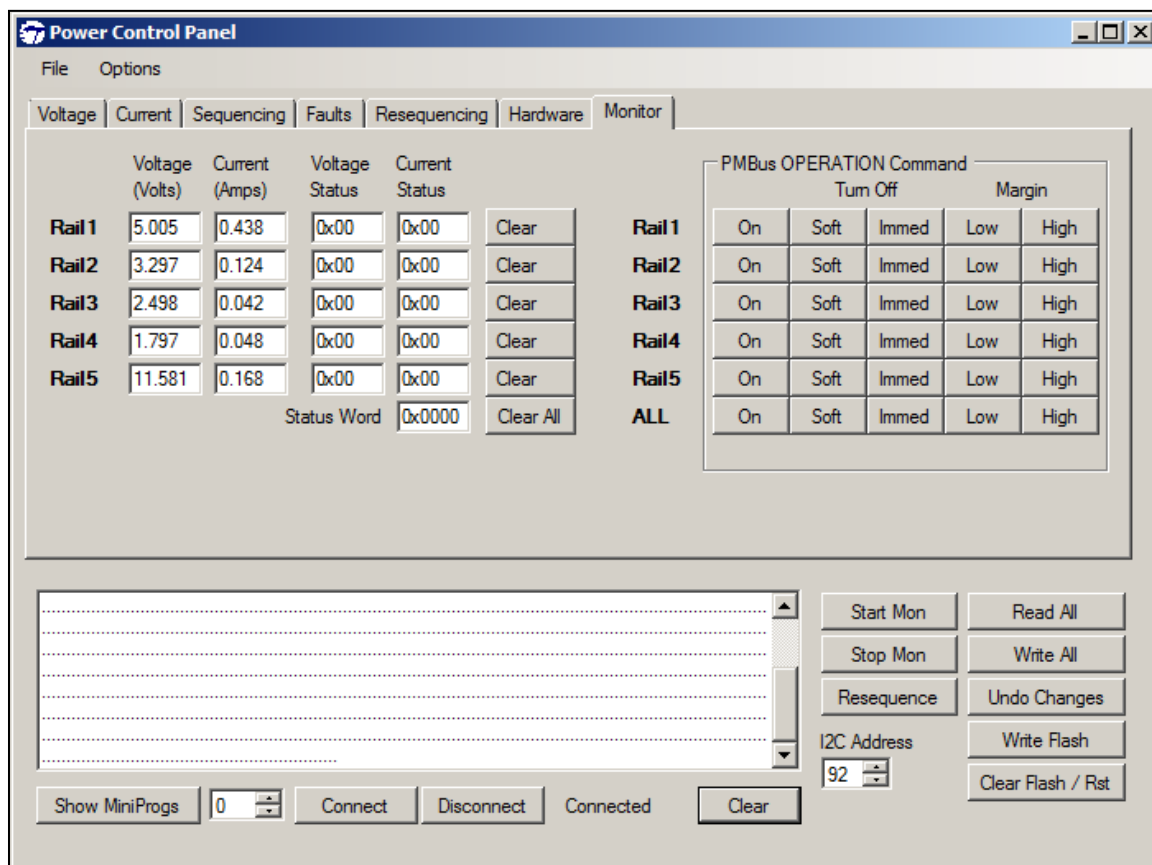 Power Control Panel
File Options
Voltage Current Sequencing Faults Resequencing Hardware Monitor
Voltage Current Voltage Current
(Volts) (Amps) Status Status
Rail1 5.005 0.438 0x00 0x00 Clear
Rail2 3.297 0.124 0x00 0x00 Clear
Rail3 2.498 0.042 0x00 0x00 Clear
Rail4 1.797 0.048 0x00 0x00 Clear
Rail5 11.581 0.168 0x00 0x00 Clear
Status Word 0x0000 Clear All
PMBus OPERATION Command
Turn Off Margin
Rail1 On Soft Immed Low High
Rail2 On Soft Immed Low High
Rail3 On Soft Immed Low High
Rail4 On Soft Immed Low High
Rail5 On Soft Immed Low High
ALL On Soft Immed Low High
Start Mon Read All
Stop Mon Write All
Resequence Undo Changes
I2C Address Write Flash
92 Clear Flash / Rst
Show MiniProgs 0 Connect Disconnect Connected Clear